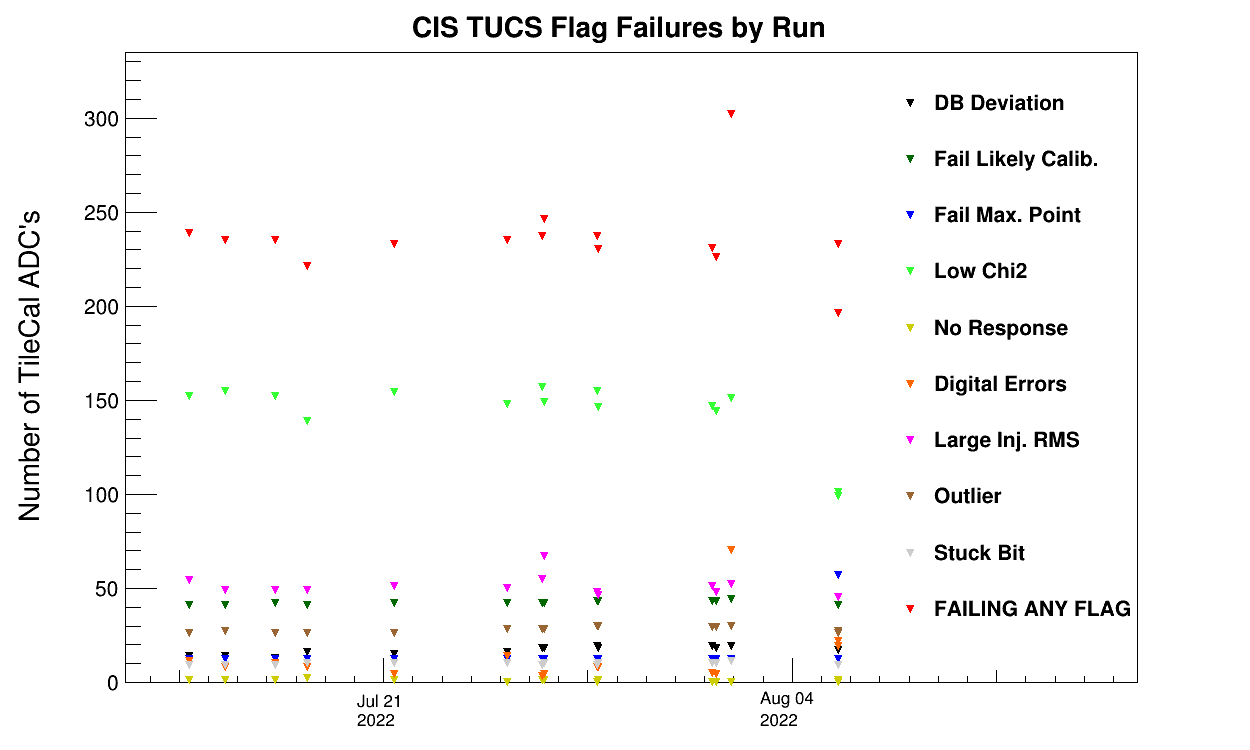 CIS TUCS Flag Failures by Run
Number of TileCal ADC's
300
250
200
150
100
50
0
Jul 21
2022
Aug 04
2022
DB Deviation
Fail Likely Calib.
Fail Max. Point
Low Chi2
No Response
Digital Errors
Large Inj. RMS
Outlier
Stuck Bit
FAILING ANY FLAG